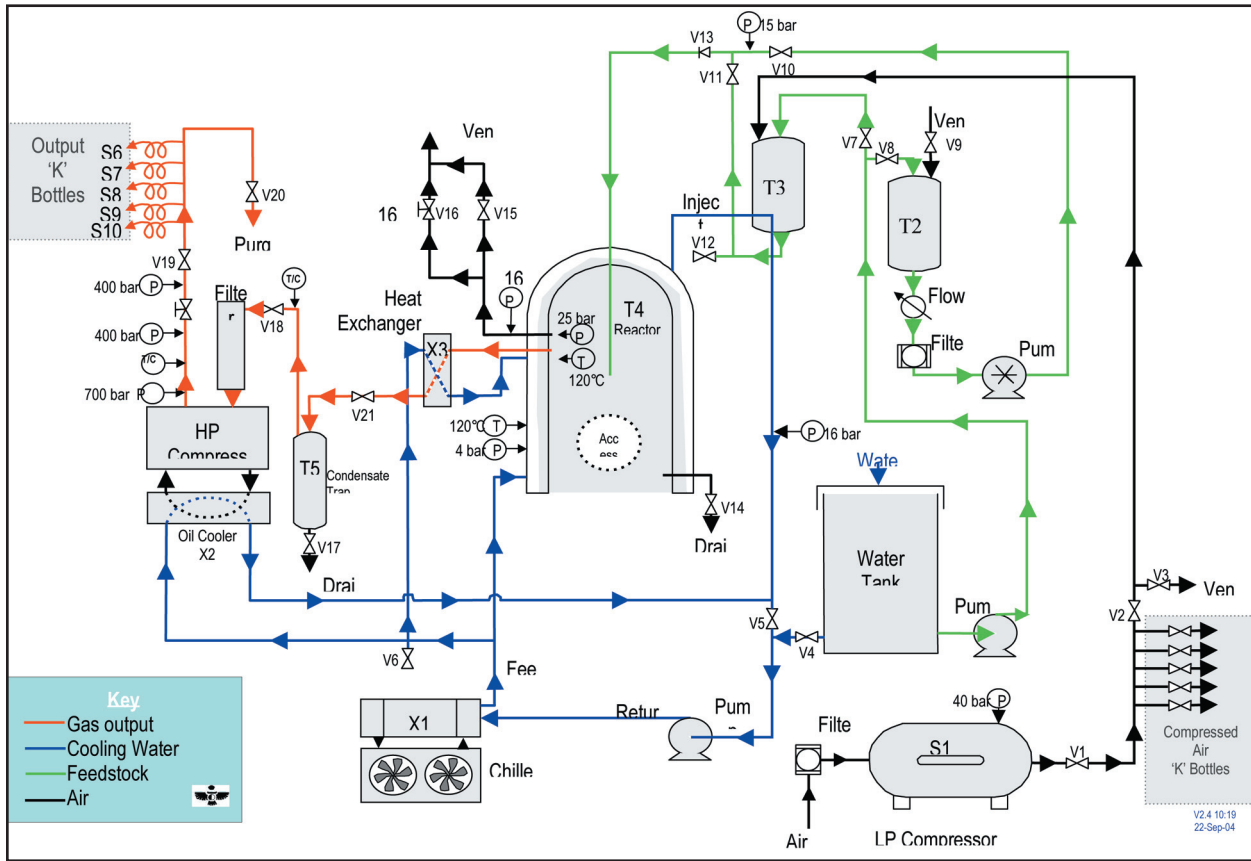 Output
'K'
Bottles
S6
S7
S8
S9
S10
V20
Purg
V19
400 bar
P
400 bar
P
T/C
700 bar
P
Filte
r
V18
T/C
HP
Compress
Oil Cooler
X2
T5
Condensate
Trap
V17
Drai
V21
Heat
Exchanger
X3
Ven
16
V16
V15
16
P
25 bar
P
T
120°C
T4
Reactor
120°C
T
4 bar
P
Acc
ess
V14
Drai
Injec
t
V12
V13
P
15 bar
V11
V10
T3
V7
V8
Ven
V9
T2
Flow
Filte
Pum
P
16 bar
Wate
Water
Tank
Pum
V5
V4
V6
Fee
X1
Chille
Retur
Pum
p
Filte
Air
40 bar
P
S1
LP Compressor
V1
V2
V3
Ven
Compressed
Air
'K' Bottles
V2.4 10:19
22-Sep-04
Key
Gas output
Cooling Water
Feedstock
Air